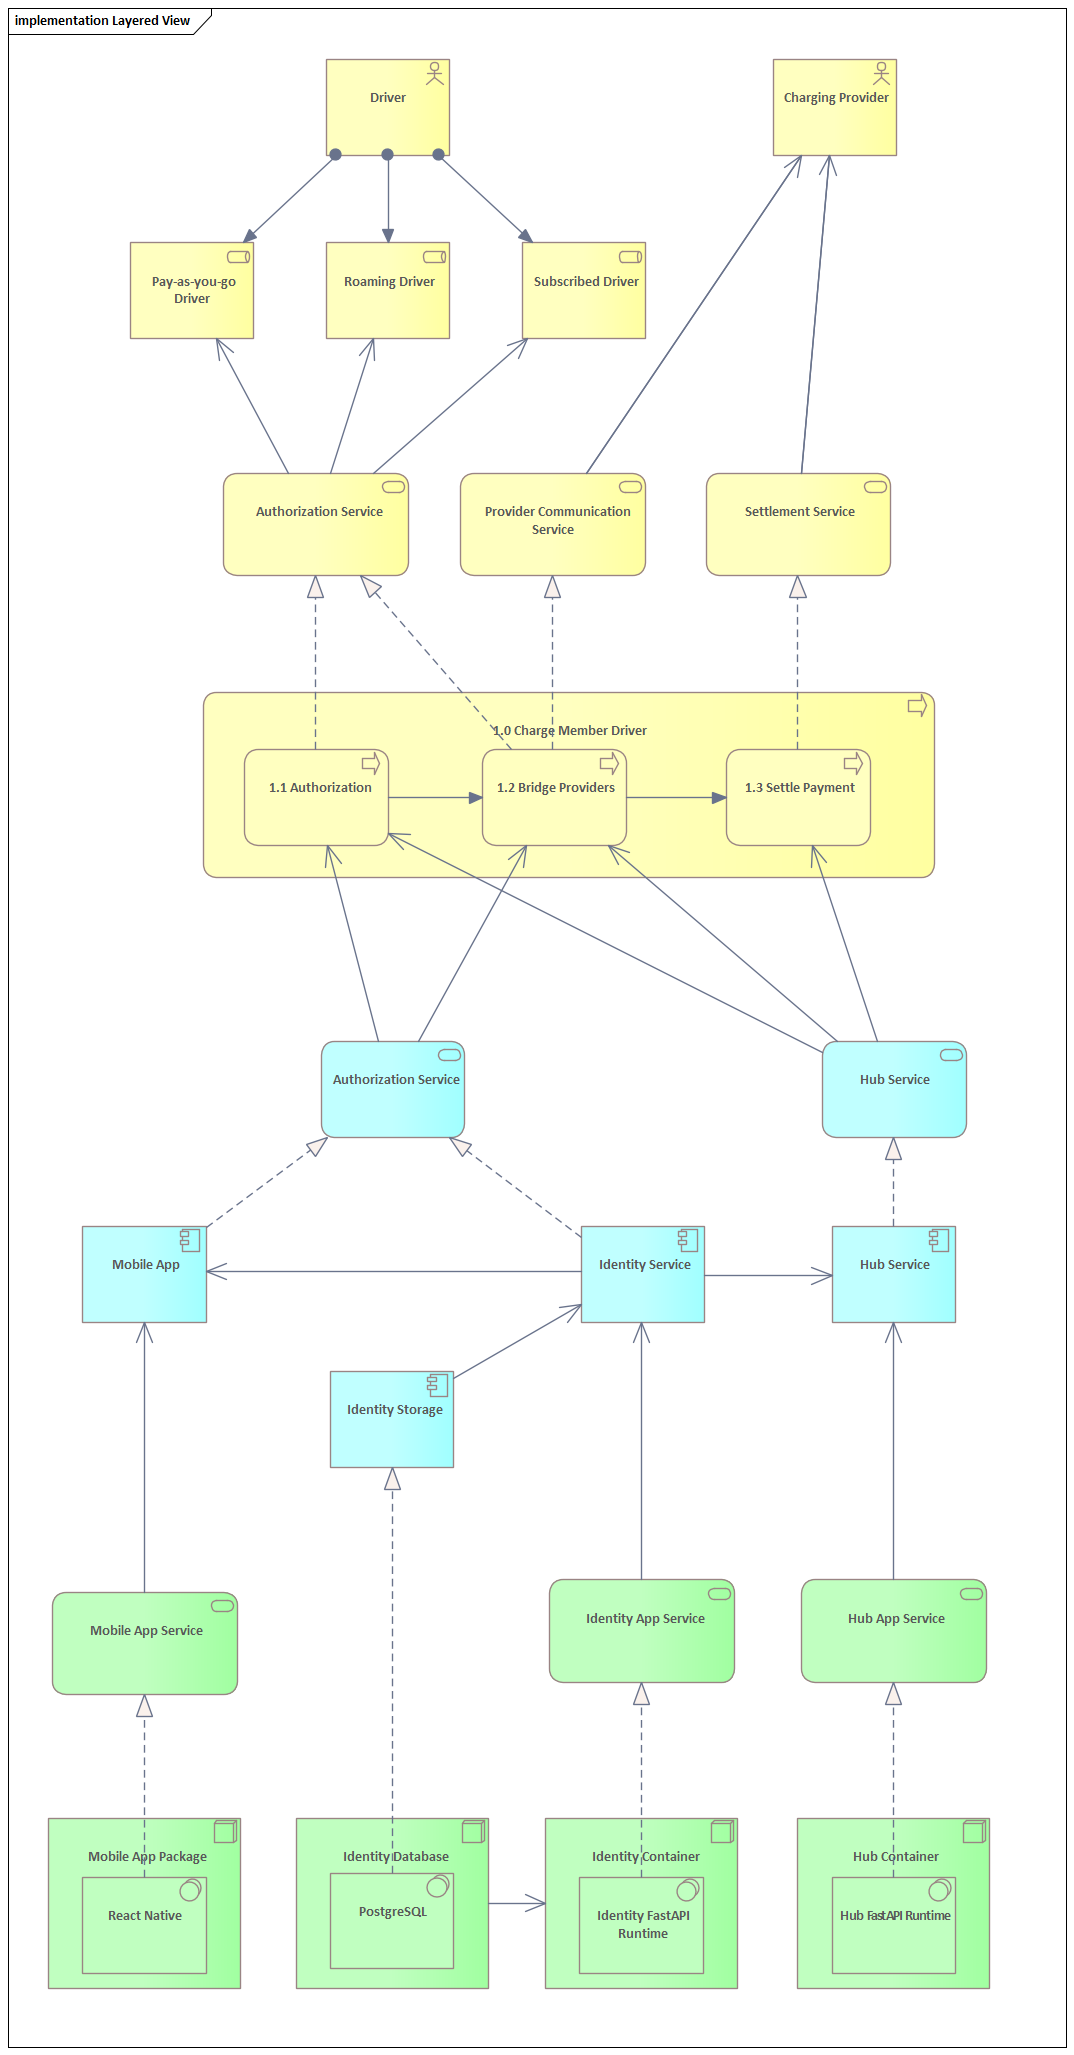 implementation Layered View
Driver
Charging Provider
Pay-as-you-go
Driver
Roaming Driver
Subscribed Driver
Authorization Service
Provider Communication
Service
Settlement Service
1.0 Charge Member Driver
1.1 Authorization
1.2 Bridge Providers
1.3 Settle Payment
Authorization Service
Hub Service
Mobile App
Identity Service
Hub Service
Identity Storage
Mobile App Service
Identity App Service
Hub App Service
Mobile App Package
Identity Database
Identity Container
Hub Container
React Native
PostgreSQL
Identity FastAPI
Runtime
Hub FastAPI Runtime